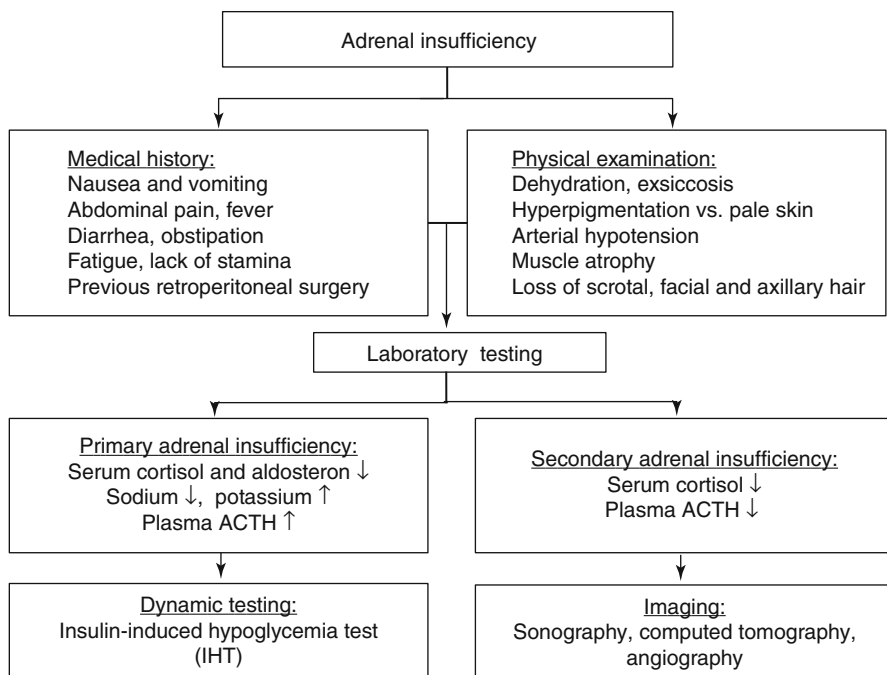 Adrenal insufficiency
Medical history:
Nausea and vomiting
Abdominal pain, fever
Diarrhea, obstipation
Fatigue, lack of stamina
Previous retroperitoneal surgery
Physical examination:
Dehydration, exsiccosis
Hyperpigmentation vs. pale skin
Arterial hypotension
Muscle atrophy
Loss of scrotal, facial and axillary hair
Laboratory testing
Primary adrenal insufficiency:
Serum cortisol and aldosteron ↓
Sodium ↓, potassium ↑
Plasma ACTH ↑
Secondary adrenal insufficiency:
Serum cortisol ↓
Plasma ACTH ↓
Dynamic testing:
Insulin-induced hypoglycemia test
(IHT)
Imaging:
Sonography, computed tomography,
angiography